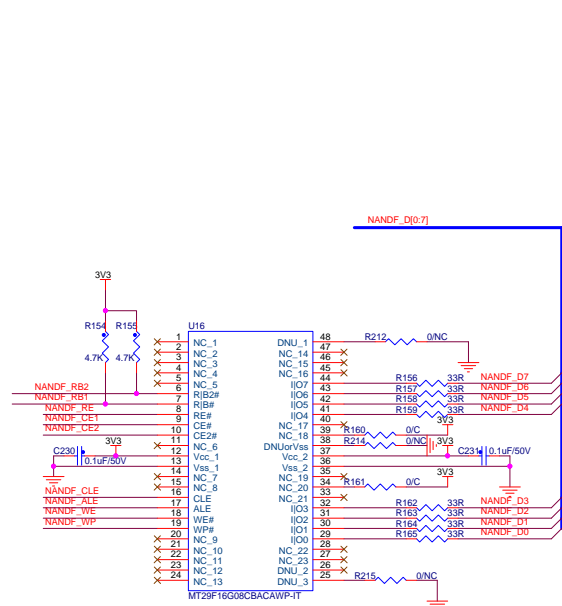 NANDF_D[0:7]
3V3
R154
R155
4.7K
4.7K
U16
NANDF_RB2
NANDF_RB1
NANDF_RE
NANDF_CE1
NANDF_CE2
C230
3V3
0.1uF/50V
NANDF_CLE
NANDF_ALE
NANDF_WE
NANDF_WP
1 NC_1
2 NC_2
3 NC_3
4 NC_4
5 NC_5
6 R|B2#
7 R|B#
8 RE#
9 CE#
10 CE2#
11 NC_6
12 Vcc_1
13 Vss_1
14 NC_7
15 NC_8
16 CLE
17 ALE
18 WE#
19 WP#
20 NC_9
21 NC_10
22 NC_11
23 NC_12
24 NC_13
DNU_1 48
NC_14 47
NC_15 46
NC_16 45
I|O7 44
I|O6 43
I|O5 42
I|O4 41
NC_17 40
NC_18 39
DNUorVss 38
Vcc_2 37
Vss_2 36
NC_19 35
NC_20 34
NC_21 33
I|O3 32
I|O2 31
I|O1 30
I|O0 29
NC_22 28
NC_23 27
DNU_2 26
DNU_3 25
MT29F16G08CBACAWP-IT
R212 0/NC
R156 33R NANDF_D7
R157 33R NANDF_D6
R158 33R NANDF_D5
R159 33R NANDF_D4
3V3
R160 0/C
R214 0/NC
3V3
C231 0.1uF/50V
3V3
R161 0/C
R162 33R NANDF_D3
R163 33R NANDF_D2
R164 33R NANDF_D1
R165 33R NANDF_D0
R215 0/NC